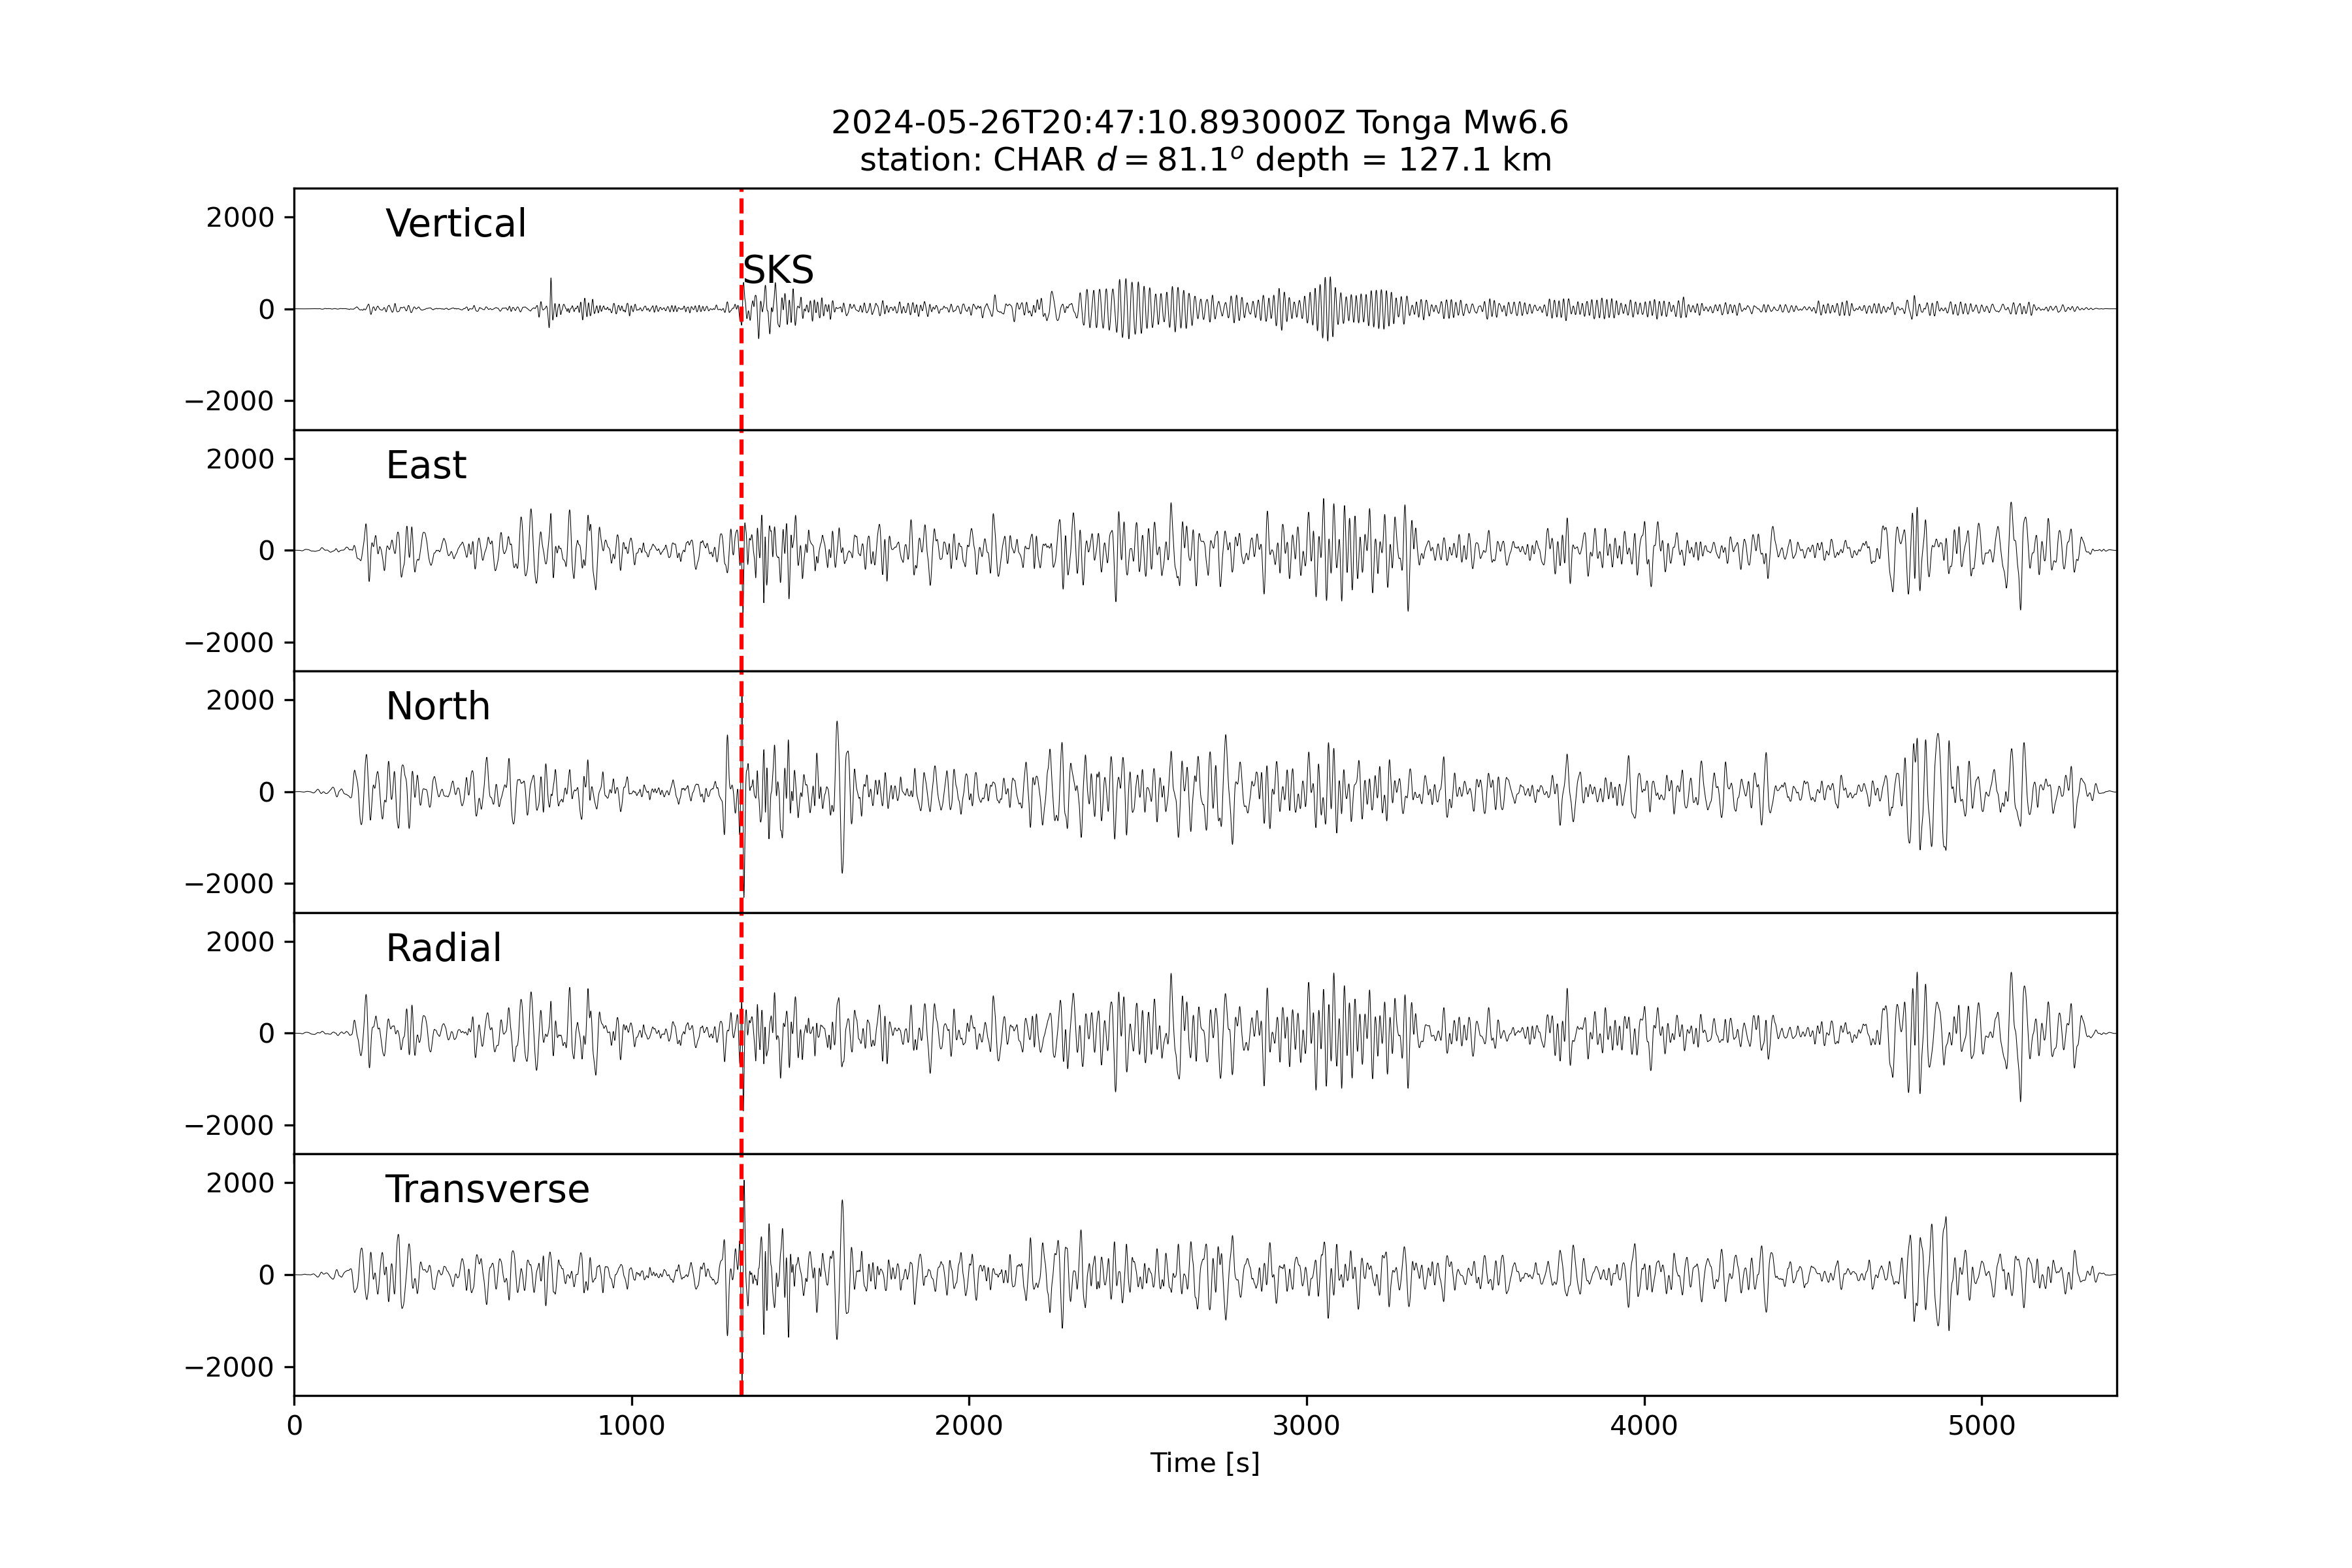 2024-05-26T20:47:10.893000Z Tonga Mw6.6
station: CHAR d = 81.1° depth = 127.1 km
2000
Vertical
SKS
0
−2000
2000
East
0
−2000
2000
North
0
−2000
2000
Radial
0
−2000
2000
Transverse
0
−2000
0 1000 2000 3000 4000 5000
Time [s]